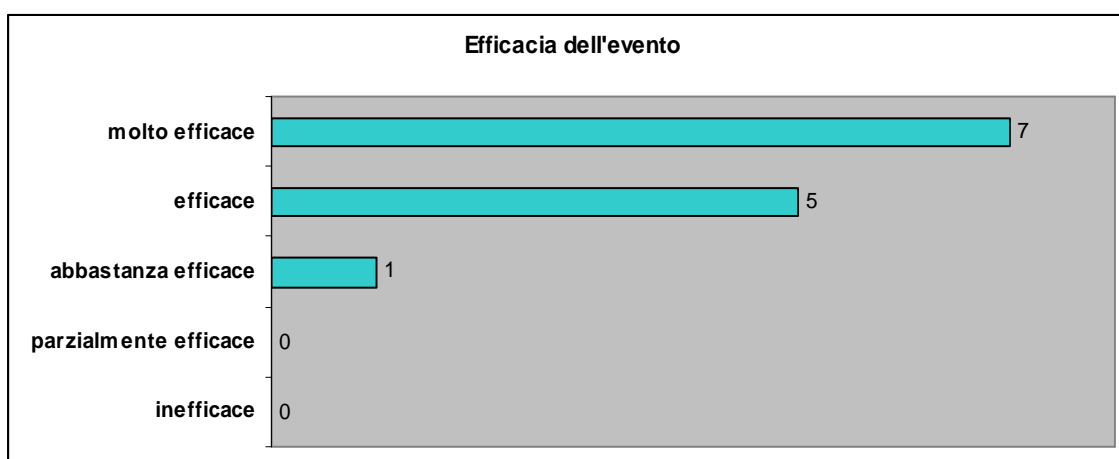 Efficacia dell'evento
molto efficace
7
efficace
5
abbastanza efficace
1
parzialmente efficace
0
inefficace
0